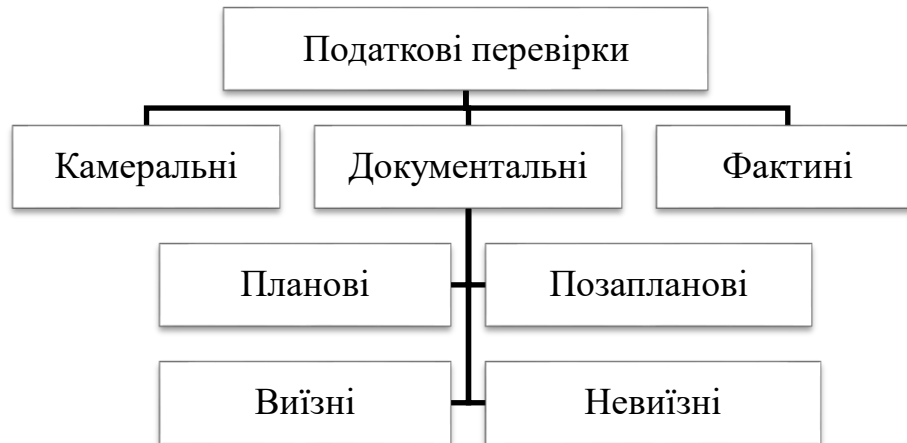 Податкові перевірки
Камеральні
Документальні
Фактині
Планові
Позапланові
Виїзні
Невиїзні